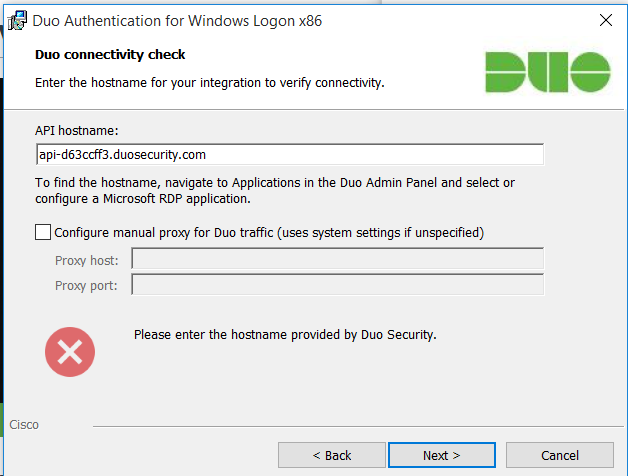 Duo Authentication for Windows Logon x86
Duo connectivity check
Enter the hostname for your integration to verify connectivity.
DUO
API hostname:
api-d63ccff3.duosecurity.com
To find the hostname, navigate to Applications in the Duo Admin Panel and select or
configure a Microsoft RDP application.
Configure manual proxy for Duo traffic (uses system settings if unspecified)
Proxy host:
Proxy port:
Please enter the hostname provided by Duo Security.
Cisco
< Back
Next >
Cancel